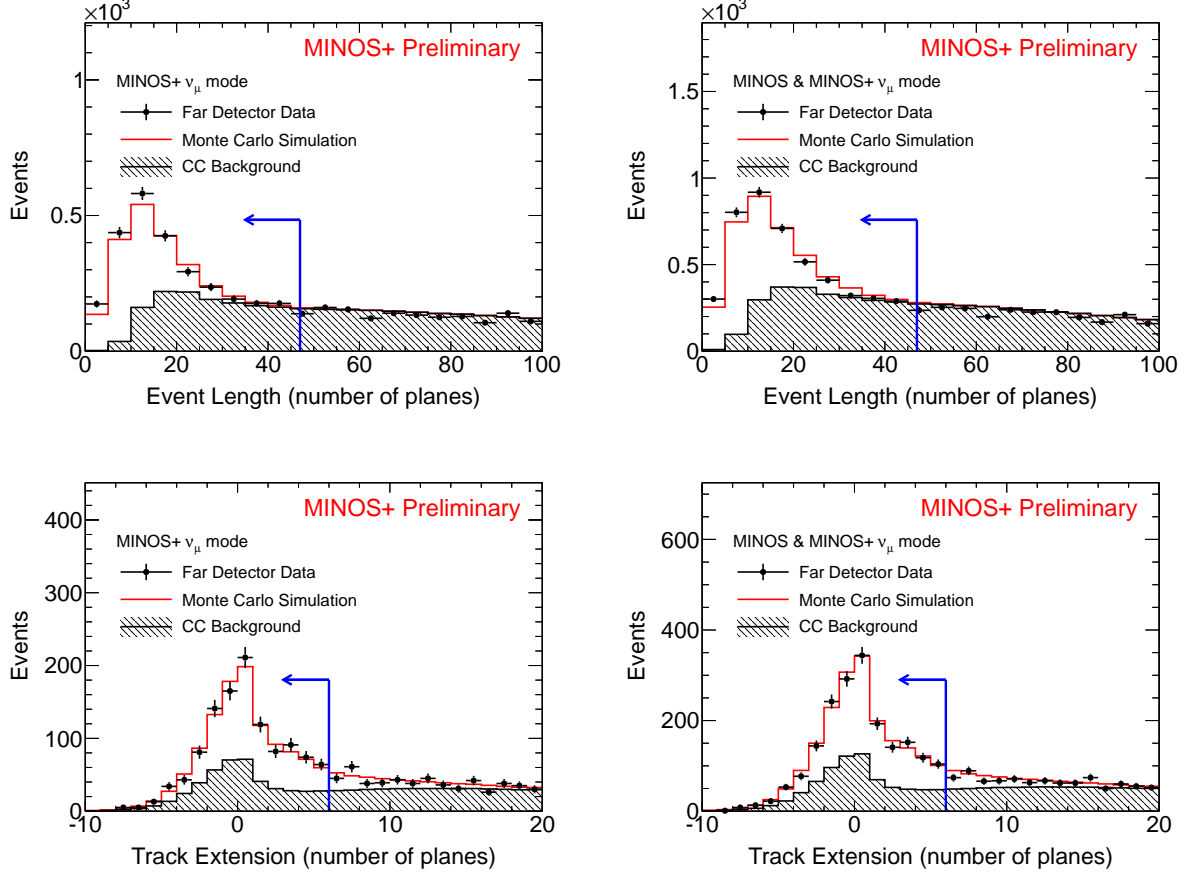 ×10³
MINOS+ Preliminary
MINOS+ νμ mode
Far Detector Data
Monte Carlo Simulation
CC Background
Events
1
0.5
0
0 20 40 60 80 100
Event Length (number of planes)
×10³
MINOS+ Preliminary
MINOS & MINOS+ νμ mode
Far Detector Data
Monte Carlo Simulation
CC Background
Events
1.5
1
0.5
0
0 20 40 60 80 100
Event Length (number of planes)
MINOS+ Preliminary
MINOS+ νμ mode
Far Detector Data
Monte Carlo Simulation
CC Background
Events
400
300
200
100
0
-10 0 10 20
Track Extension (number of planes)
MINOS+ Preliminary
MINOS & MINOS+ νμ mode
Far Detector Data
Monte Carlo Simulation
CC Background
Events
600
400
200
0
-10 0 10 20
Track Extension (number of planes)